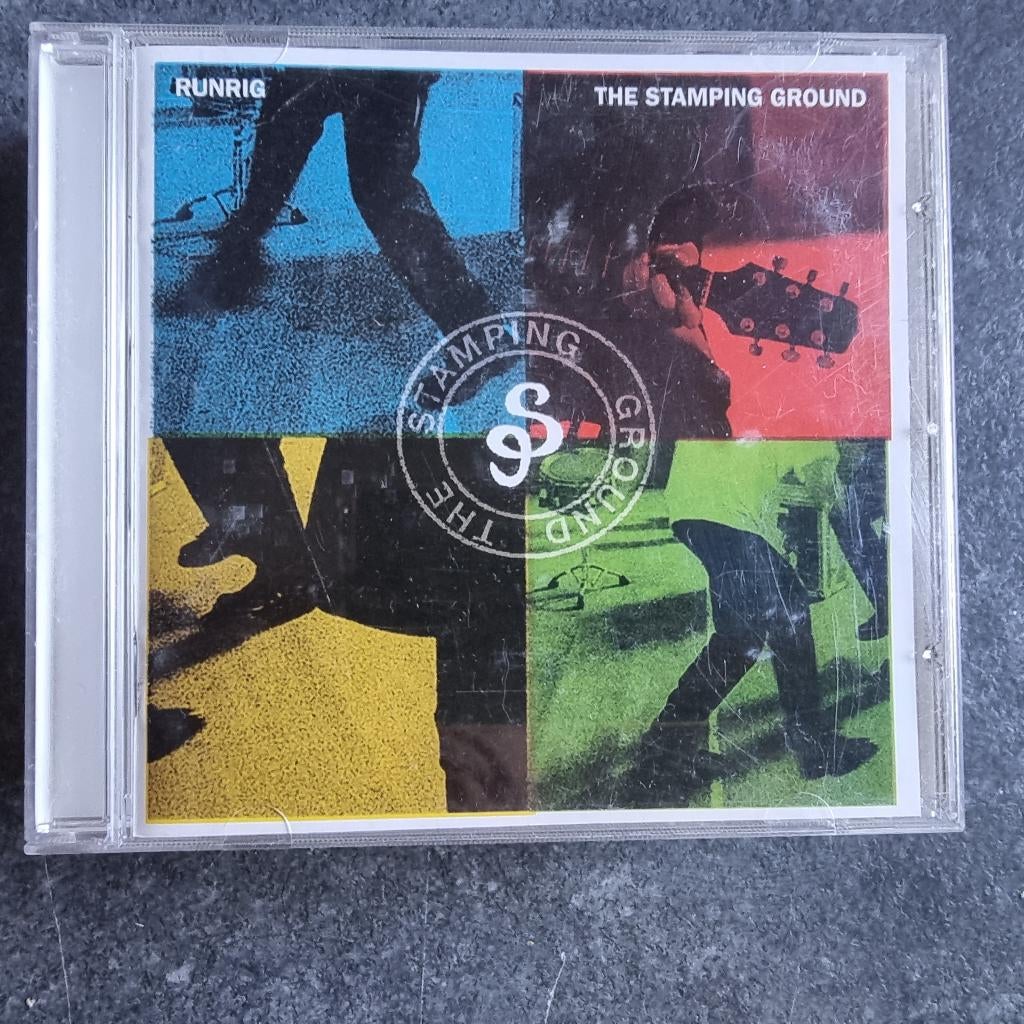 RUNRIG
THE STAMPING GROUND
THE STAMPING GROUND
S